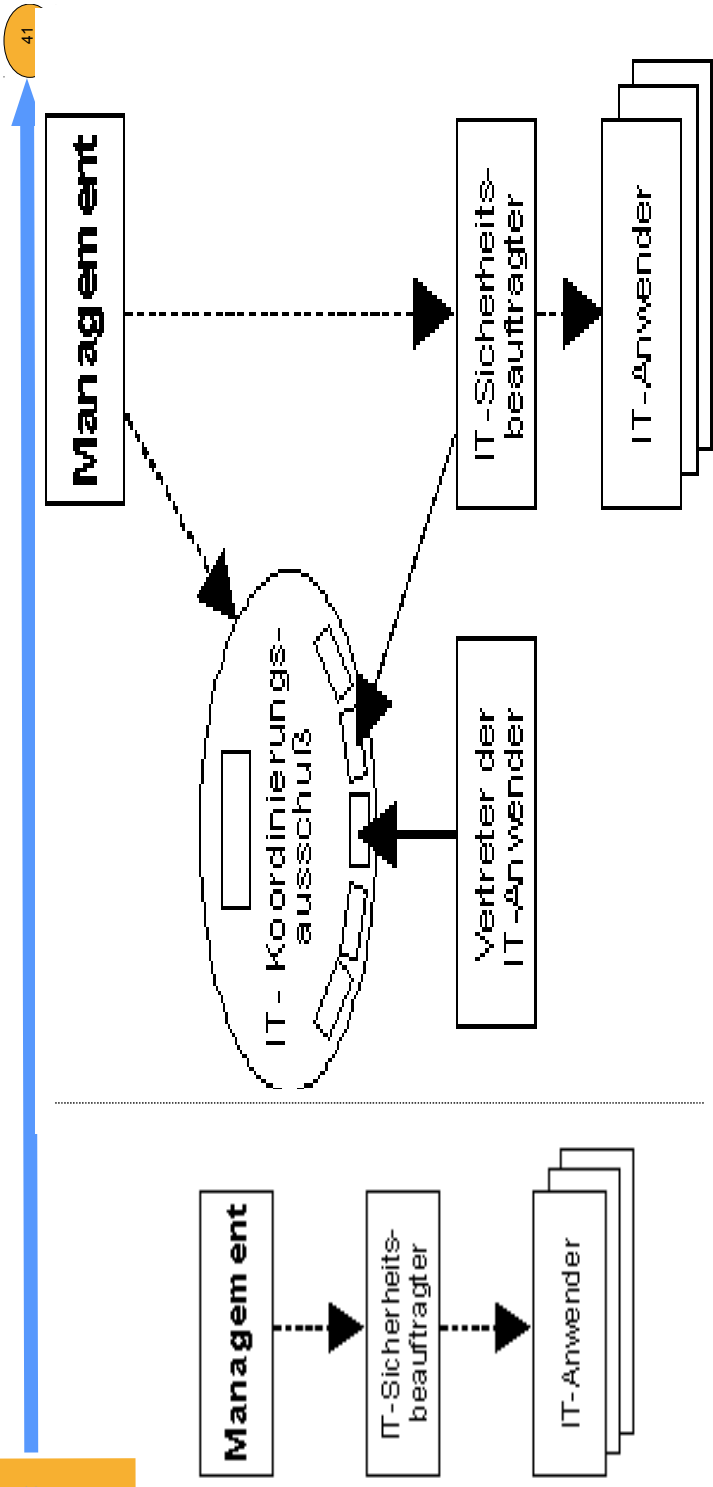 41
Management
IT-Sicherheits-
beauftragter
IT-Anwender
Management
IT- Koordinierungs-
ausschuß
IT-Sicherheits-
beauftragter
Vertreter der
IT-Anwender
IT-Anwender